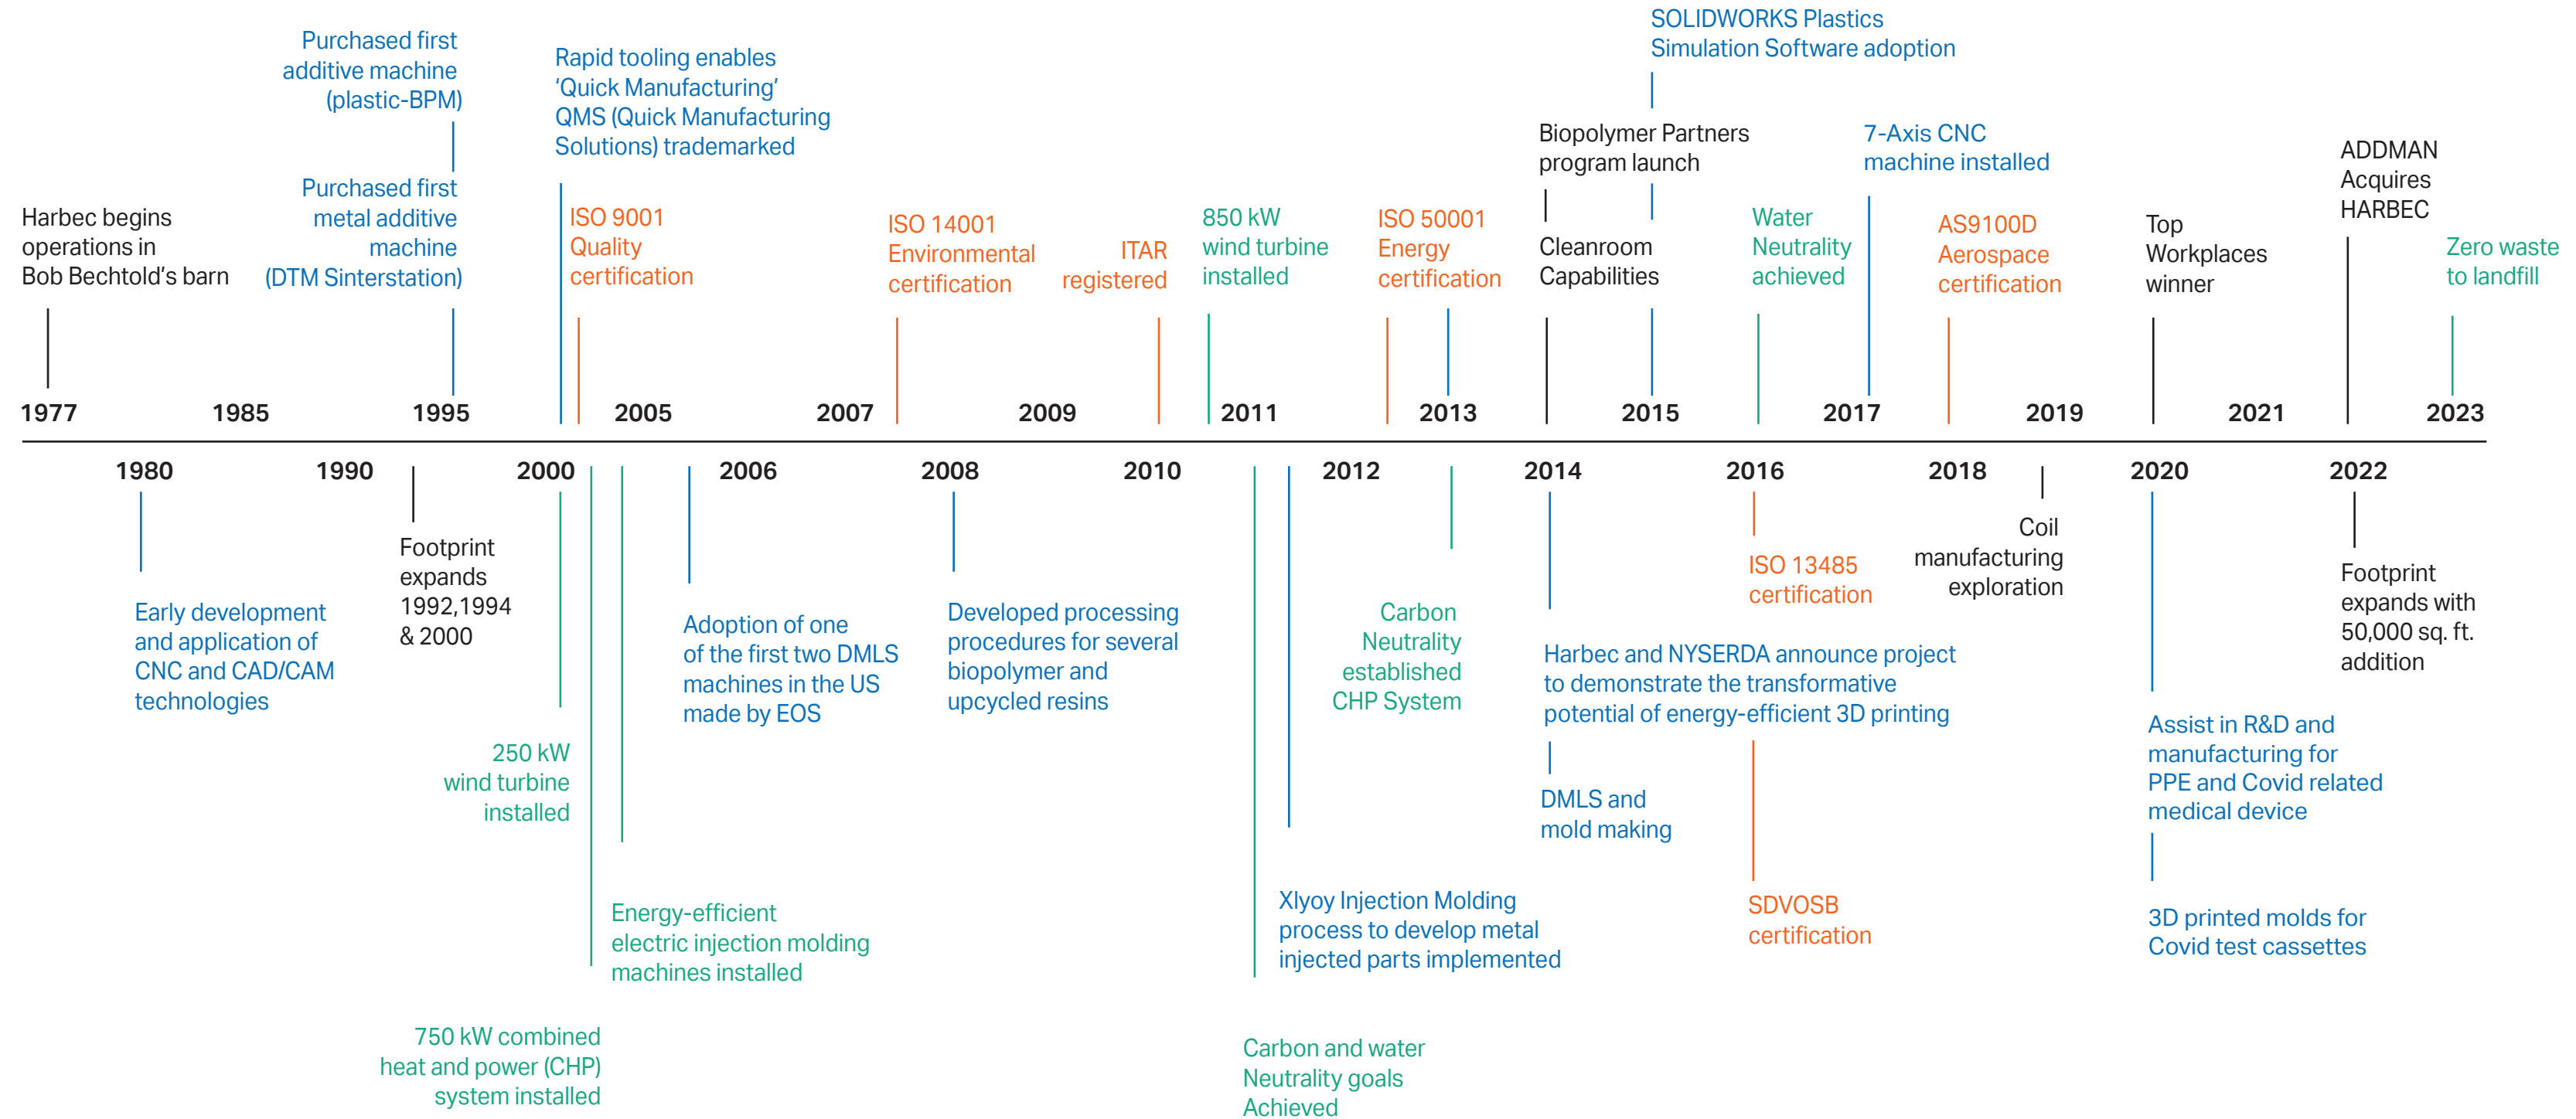 Purchased first
additive machine
(plastic-BPM)
Purchased first
metal additive
machine
(DTM Sinterstation)
Rapid tooling enables
‘Quick Manufacturing’
QMS (Quick Manufacturing
Solutions) trademarked
SOLIDWORKS Plastics
Simulation Software adoption
Biopolymer Partners
program launch
Cleanroom
Capabilities
7-Axis CNC
machine installed
ADDMAN
Acquires
HARBEC
Harbec begins
operations in
Bob Bechtold’s barn
ISO 9001
Quality
certification
ISO 14001
Environmental
certification
ITAR
registered
850 kW
wind turbine
installed
ISO 50001
Energy
certification
Water
Neutrality
achieved
AS9100D
Aerospace
certification
Top
Workplaces
winner
Zero waste
to landfill
1977 1985 1995 2005 2007 2009 2011 2013 2015 2017 2019 2021 2023
1980 1990 2000 2006 2008 2010 2012 2014 2016 2018 2020 2022
Early development
and application of
CNC and CAD/CAM
technologies
Footprint
expands
1992,1994
& 2000
250 kW
wind turbine
installed
750 kW combined
heat and power (CHP)
system installed
Energy-efficient
electric injection molding
machines installed
Adoption of one
of the first two DMLS
machines in the US
made by EOS
Developed processing
procedures for several
biopolymer and
upcycled resins
Carbon and water
Neutrality goals
Achieved
Xlyoy Injection Molding
process to develop metal
injected parts implemented
Carbon
Neutrality
established
CHP System
Harbec and NYSERDA announce project
to demonstrate the transformative
potential of energy-efficient 3D printing
DMLS and
mold making
ISO 13485
certification
SDVOSB
certification
Coil
manufacturing
exploration
Assist in R&D and
manufacturing for
PPE and Covid related
medical device
3D printed molds for
Covid test cassettes
Footprint
expands with
50,000 sq. ft.
addition